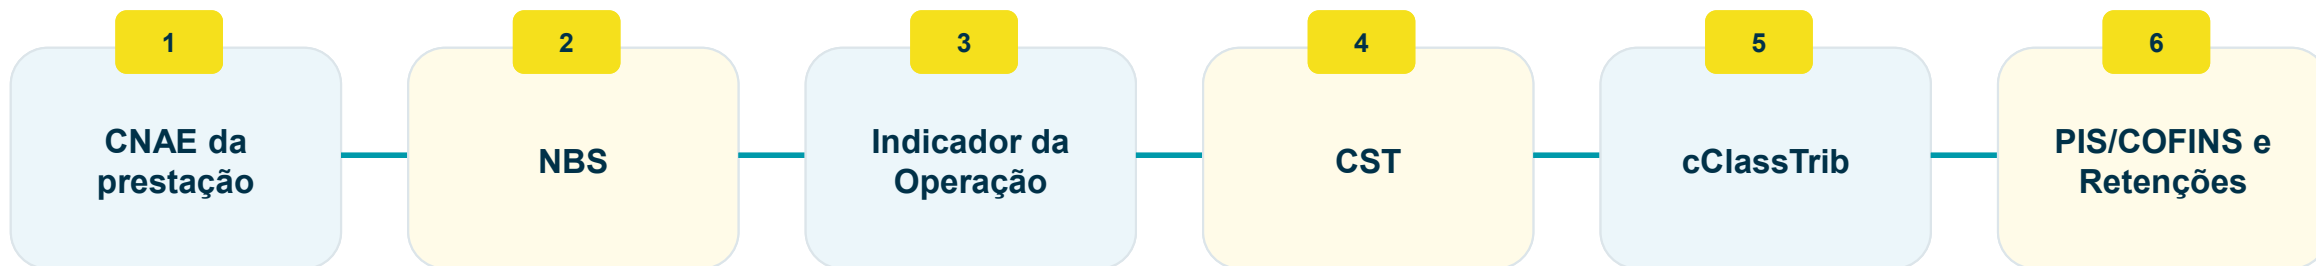 1
CNAE da
prestação
2
NBS
3
Indicador da
Operação
4
CST
5
cClassTrib
6
PIS/COFINS e
Retenções